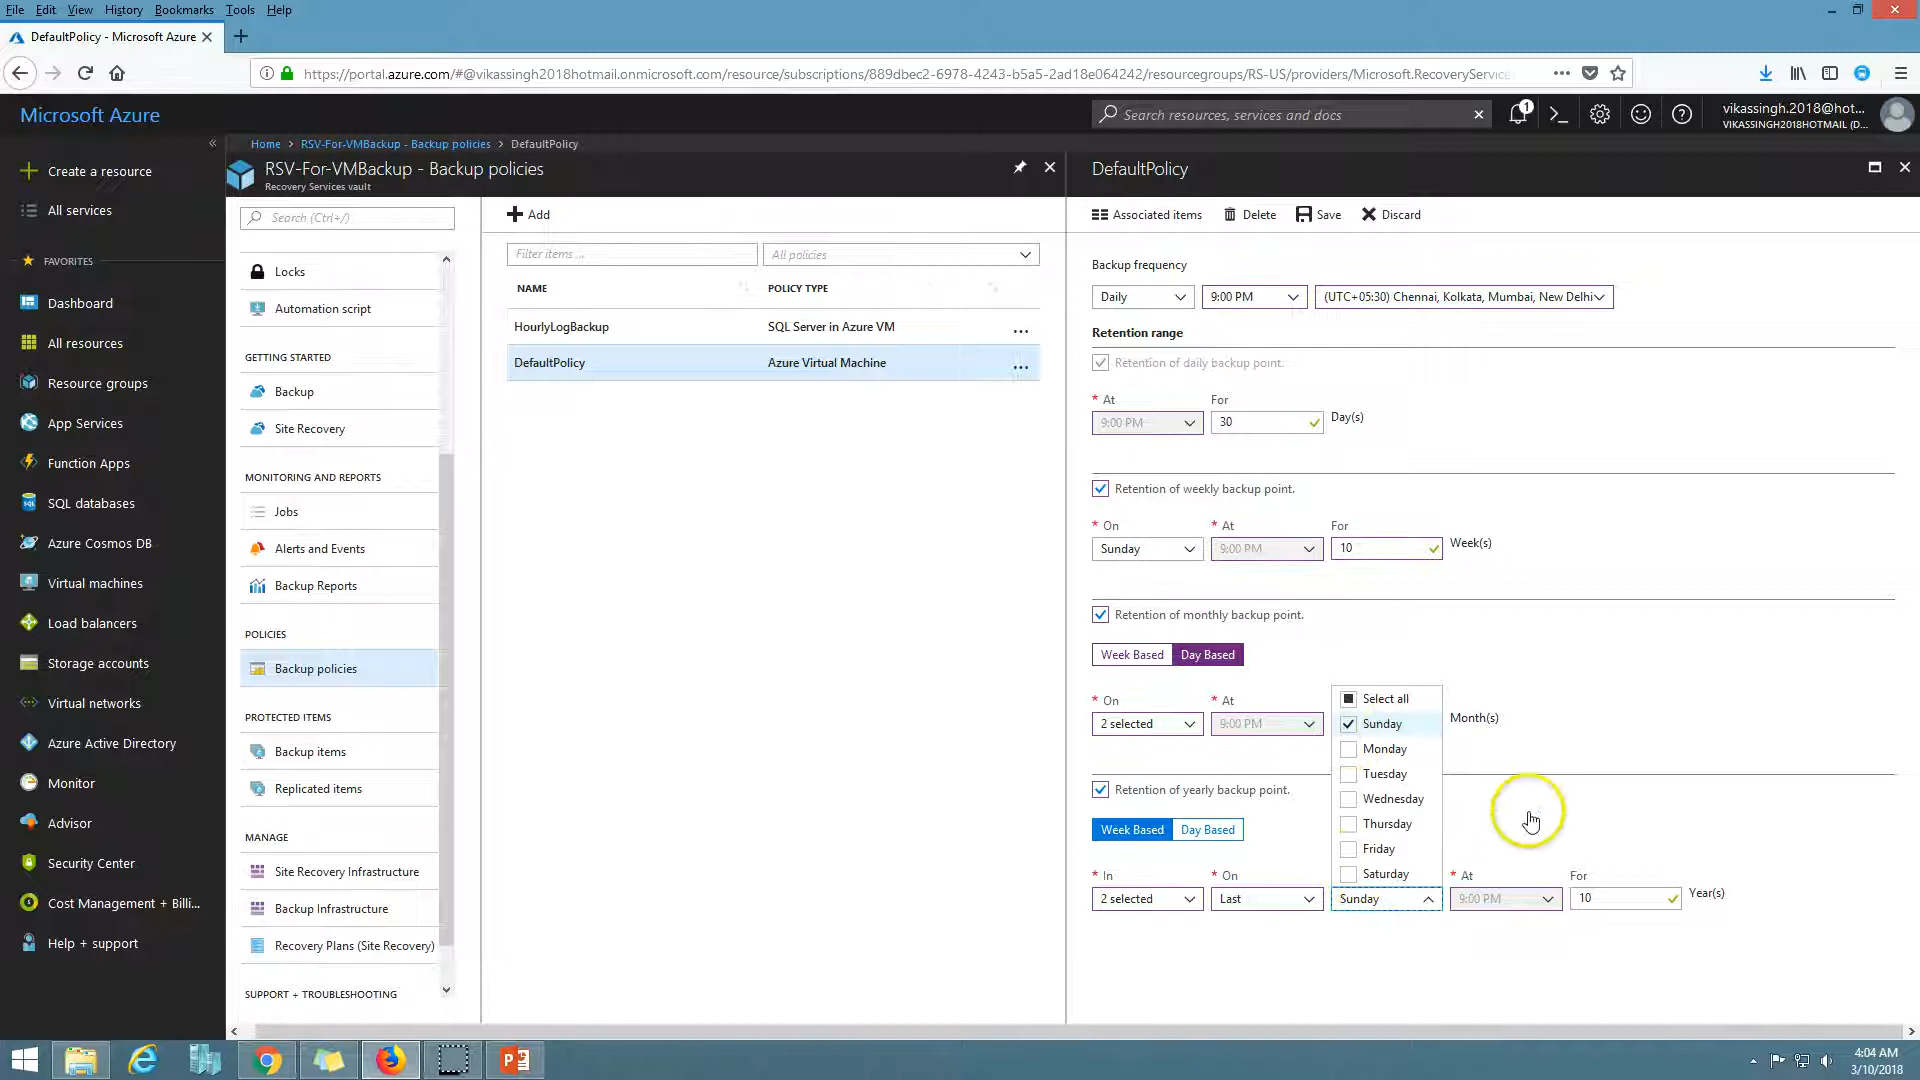 File Edit View History Bookmarks Tools Help
DefaultPolicy - Microsoft Azure
https://portal.azure.com/#@vikassingh2018hotmail.onmicrosoft.com/resource/subscriptions/889dbec2-6978-4243-b5a5-2ad18e064242/resourcegroups/RS-US/providers/Microsoft.RecoveryService
Microsoft Azure
Search resources, services and docs
1
vikassingh.2018@hot...
VIKASSINGH2018HOTMAIL (D...
Home > RSV-For-VMBackup - Backup policies > DefaultPolicy
RSV-For-VMBackup - Backup policies
Recovery Services vault
DefaultPolicy
Create a resource
All services
FAVORITES
Dashboard
All resources
Resource groups
App Services
Function Apps
SQL databases
Azure Cosmos DB
Virtual machines
Load balancers
Storage accounts
Virtual networks
Azure Active Directory
Monitor
Advisor
Security Center
Cost Management + Billi...
Help + support
Search (Ctrl+/)
Locks
Automation script
GETTING STARTED
Backup
Site Recovery
MONITORING AND REPORTS
Jobs
Alerts and Events
Backup Reports
POLICIES
Backup policies
PROTECTED ITEMS
Backup items
Replicated items
MANAGE
Site Recovery Infrastructure
Backup Infrastructure
Recovery Plans (Site Recovery)
SUPPORT + TROUBLESHOOTING
Add
Filter items ...
All policies
NAME POLICY TYPE
HourlyLogBackup SQL Server in Azure VM ...
DefaultPolicy Azure Virtual Machine ...
Associated items Delete Save Discard
Backup frequency
Daily 9:00 PM (UTC+05:30) Chennai, Kolkata, Mumbai, New Delhi
Retention range
Retention of daily backup point.
* At For
9:00 PM 30 Day(s)
Retention of weekly backup point.
* On * At For
Sunday 9:00 PM 10 Week(s)
Retention of monthly backup point.
Week Based Day Based
* On * At
2 selected 9:00 PM Month(s)
Select all
Sunday
Monday
Tuesday
Wednesday
Thursday
Friday
Saturday
Retention of yearly backup point.
Week Based Day Based
* In * On * At For
2 selected Last Sunday 9:00 PM 10 Year(s)
4:04 AM
3/10/2018